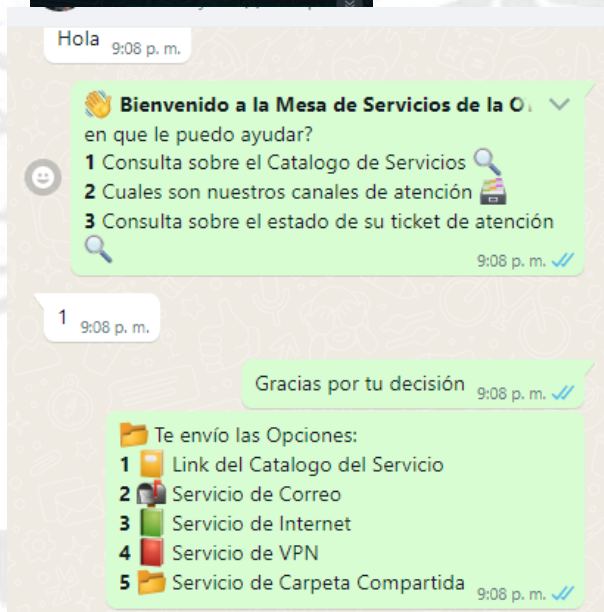 Hola 9:08 p. m.
👋 Bienvenido a la Mesa de Servicios de la
en que le puedo ayudar?
1 Consulta sobre el Catalogo de Servicios 🔍
2 Cuales son nuestros canales de atención 🗃️
3 Consulta sobre el estado de su ticket de atención
🔍
9:08 p. m.
1 9:08 p. m.
Gracias por tu decisión 9:08 p. m.
📂 Te envío las Opciones:
1 📔 Link del Catalogo del Servicio
2 📬 Servicio de Correo
3 📗 Servicio de Internet
4 📕 Servicio de VPN
5 📂 Servicio de Carpeta Compartida 9:08 p. m.